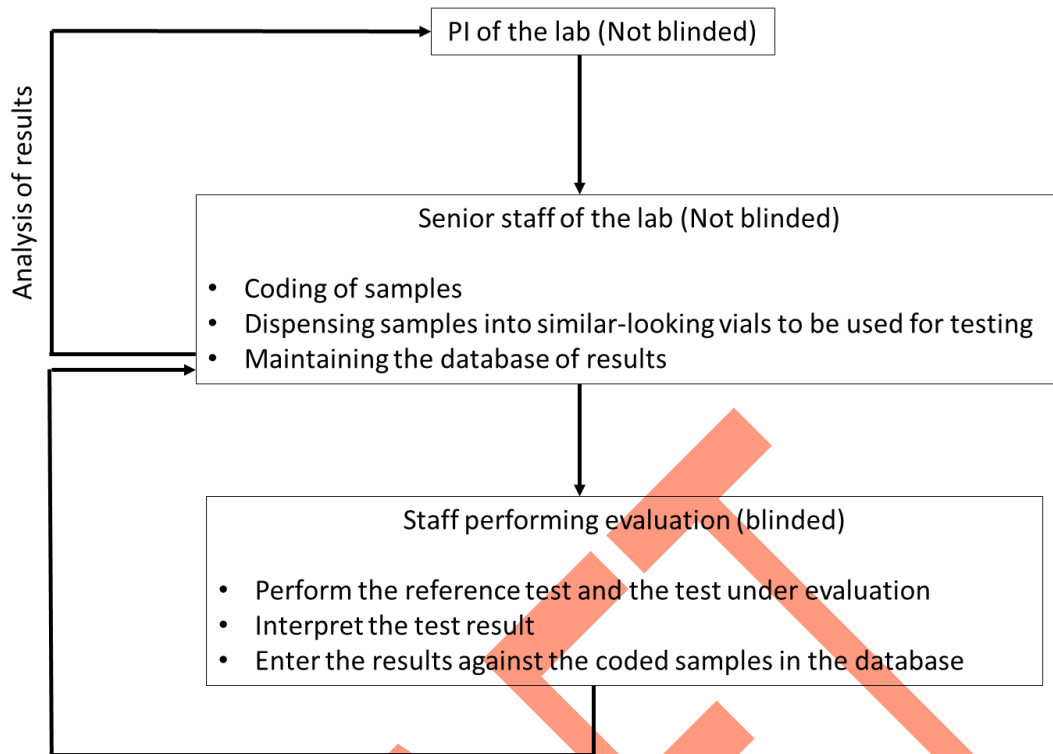 PI of the lab (Not blinded)
Analysis of results
Senior staff of the lab (Not blinded)
• Coding of samples
• Dispensing samples into similar-looking vials to be used for testing
• Maintaining the database of results
Staff performing evaluation (blinded)
• Perform the reference test and the test under evaluation
• Interpret the test result
• Enter the results against the coded samples in the database